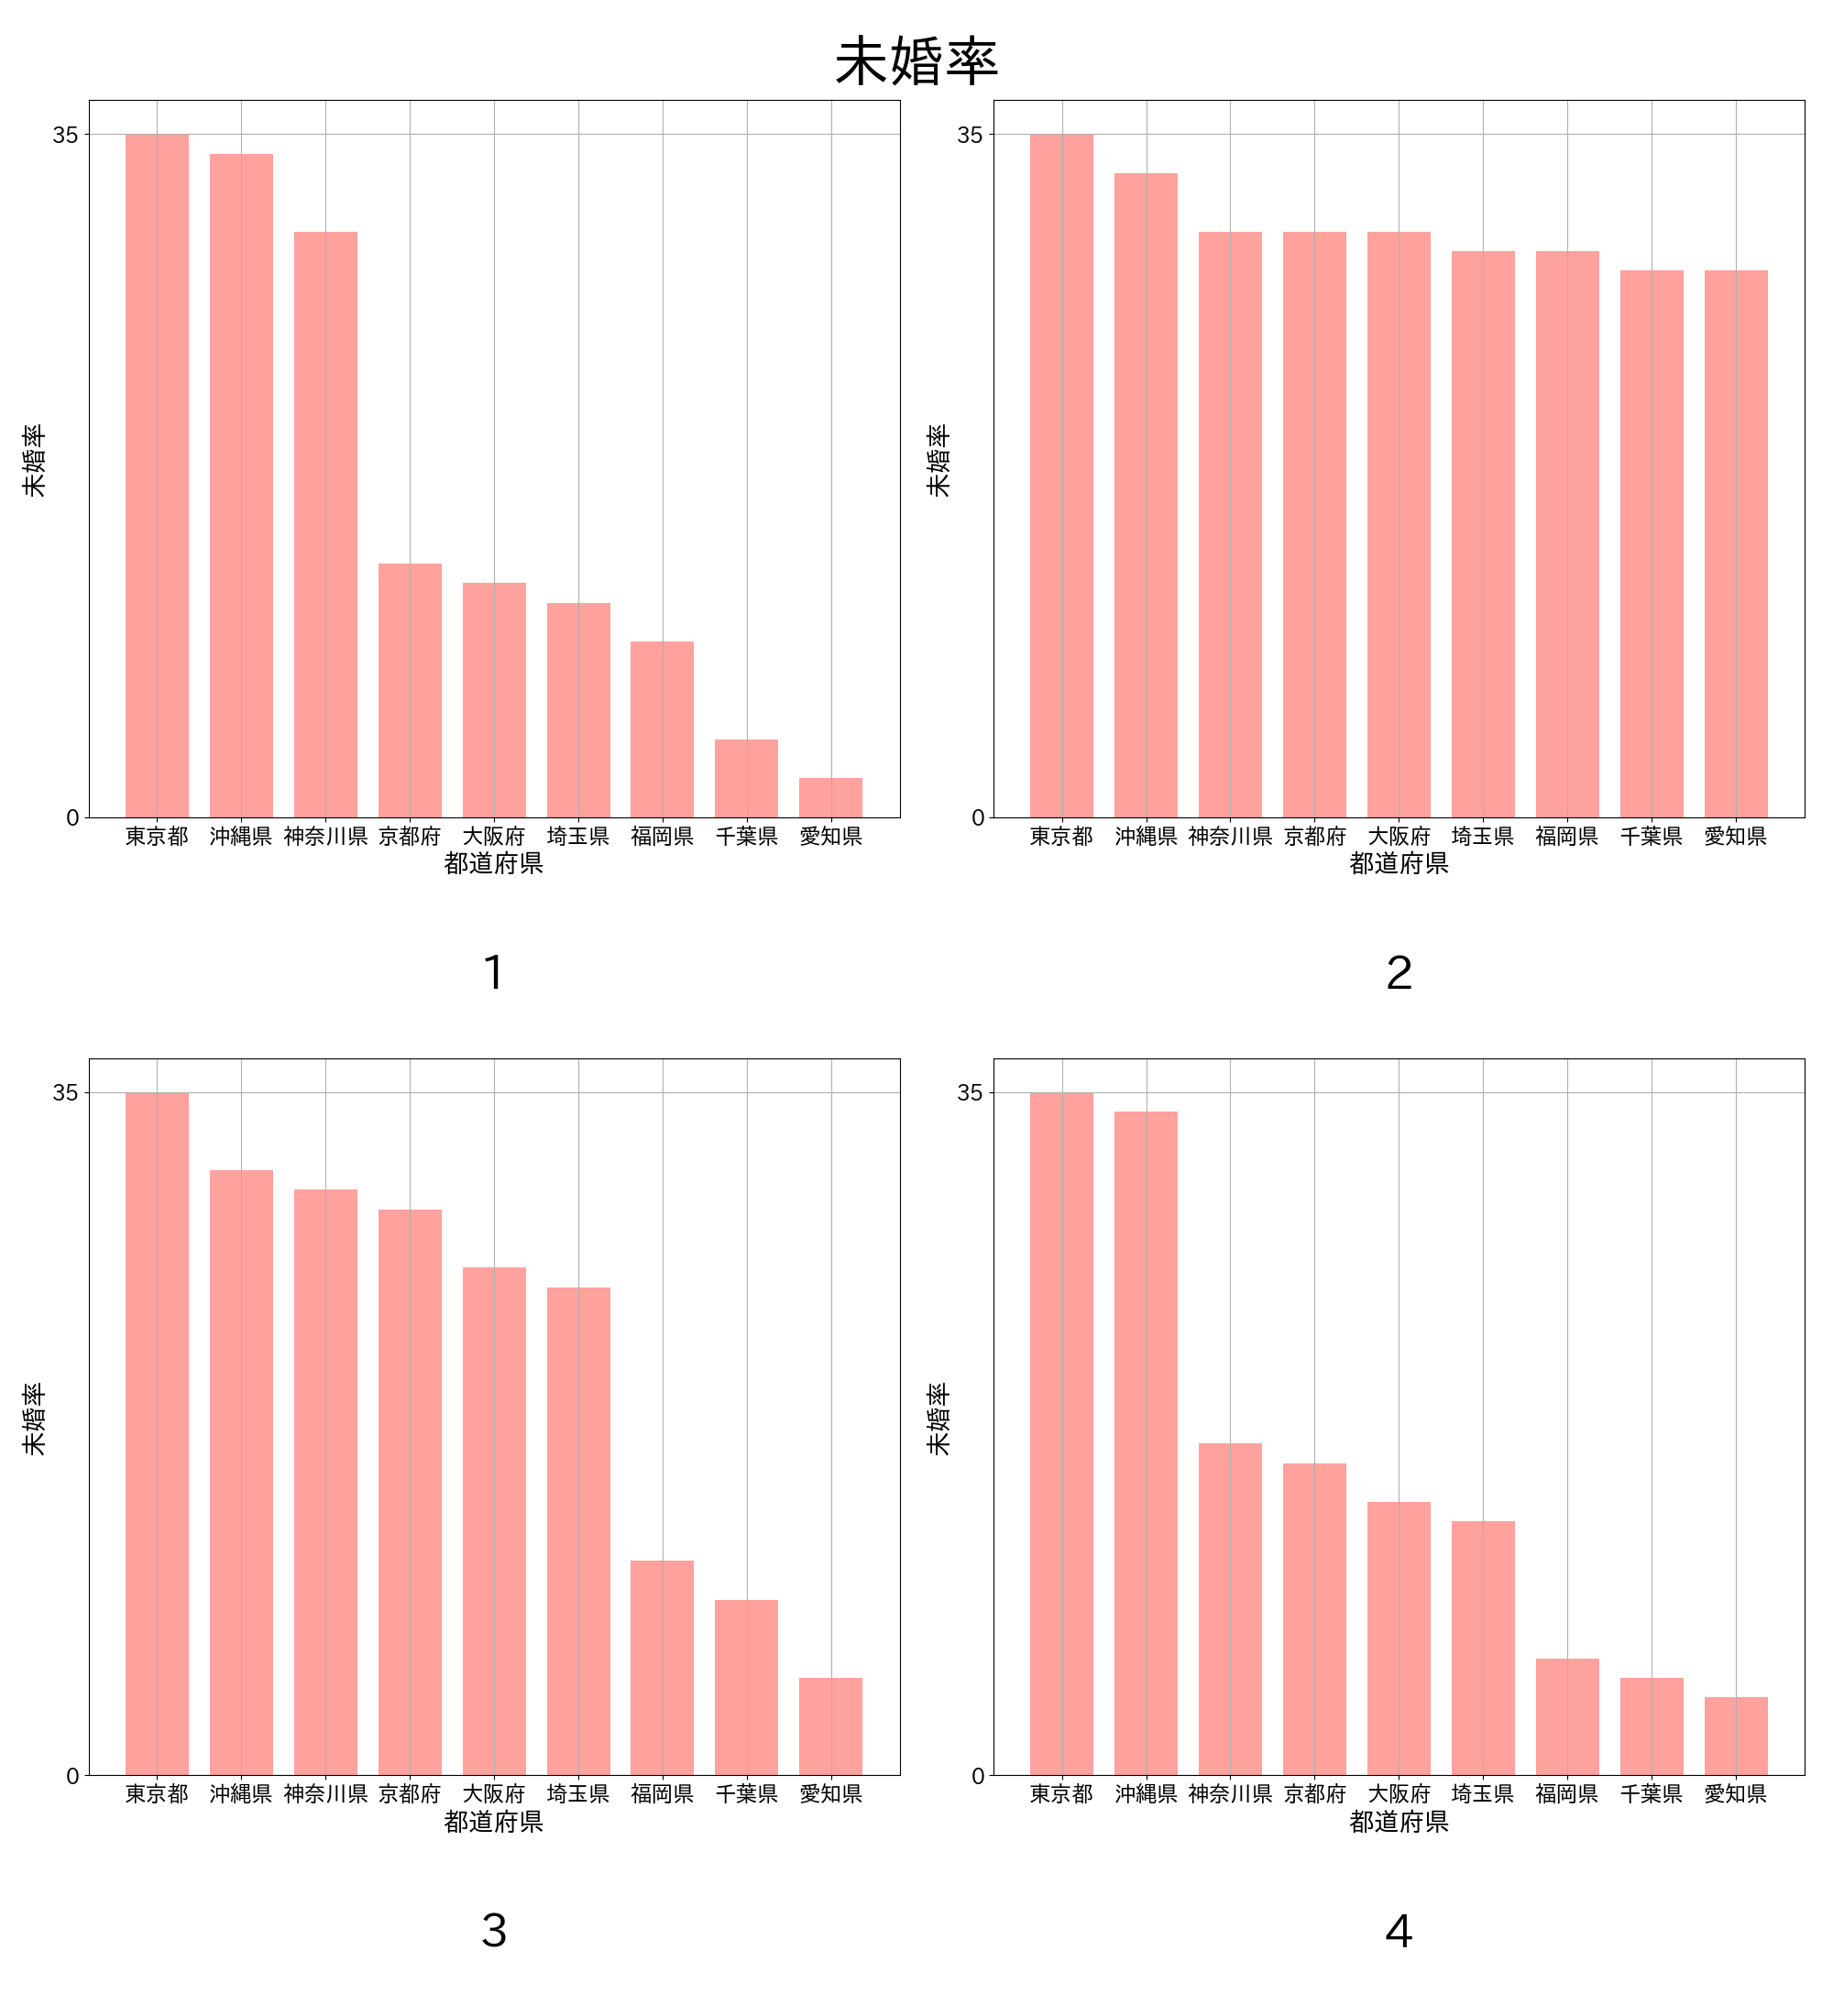 未婚率
35
0
未婚率
東京都 沖縄県 神奈川県 京都府 大阪府 埼玉県 福岡県 千葉県 愛知県
都道府県
1
35
0
未婚率
東京都 沖縄県 神奈川県 京都府 大阪府 埼玉県 福岡県 千葉県 愛知県
都道府県
2
35
0
未婚率
東京都 沖縄県 神奈川県 京都府 大阪府 埼玉県 福岡県 千葉県 愛知県
都道府県
3
35
0
未婚率
東京都 沖縄県 神奈川県 京都府 大阪府 埼玉県 福岡県 千葉県 愛知県
都道府県
4